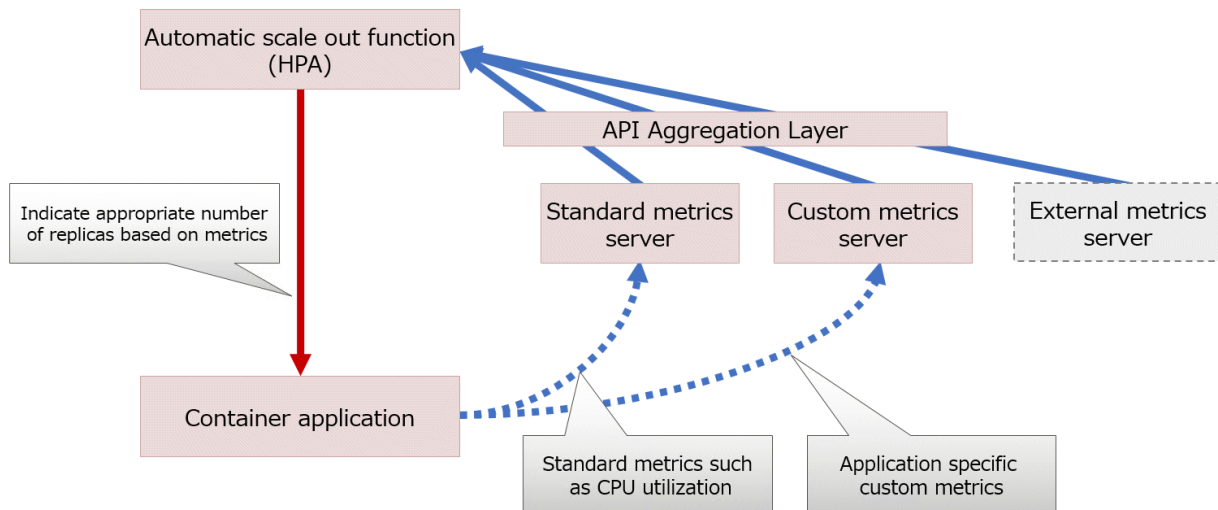 Automatic scale out function
(HPA)
API Aggregation Layer
Indicate appropriate number
of replicas based on metrics
Standard metrics
server
Custom metrics
server
External metrics
server
Container application
Standard metrics such
as CPU utilization
Application specific
custom metrics